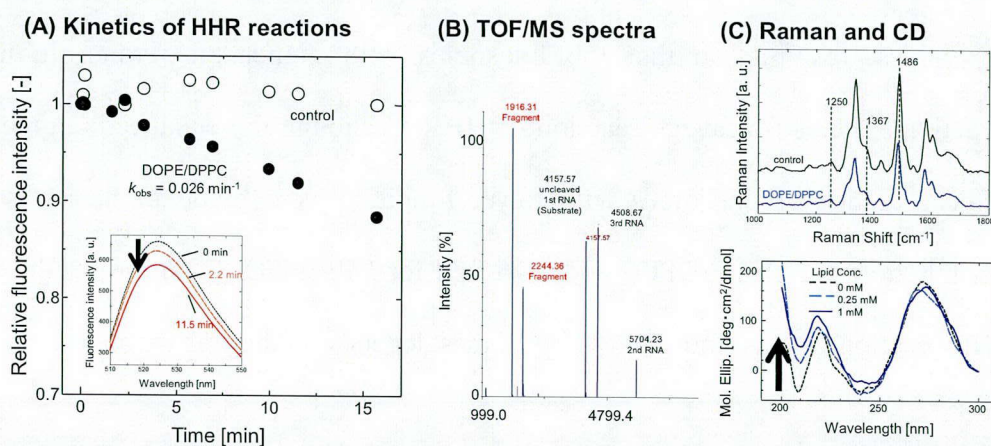 (A) Kinetics of HHR reactions
Relative fluorescence intensity [-]
1
0.9
0.8
0.7
control
DOPE/DPPC
kobs = 0.026 min-1
Fluorescence intensity [a. u.]
600
500
400
300
0 min
2.2 min
11.5 min
510 520 530 540 550
Wavelength [nm]
0 5 10 15
Time [min]
(B) TOF/MS spectra
Intensity [%]
100
50
0
1916.31
Fragment
4157.57
uncleaved
1st RNA
(Substrate)
4508.67
3rd RNA
4157.57
2244.36
Fragment
5704.23
2nd RNA
999.0 4799.4
(C) Raman and CD
Raman Intensity [a. u.]
1486
1250
1367
control
DOPE/DPPC
1000 1200 1400 1600 1800
Raman Shift [cm-1]
Mol. Ellip. [deg·cm2/dmol]
200
100
0
Lipid Conc.
0 mM
0.25 mM
1 mM
200 250 300
Wavelength [nm]